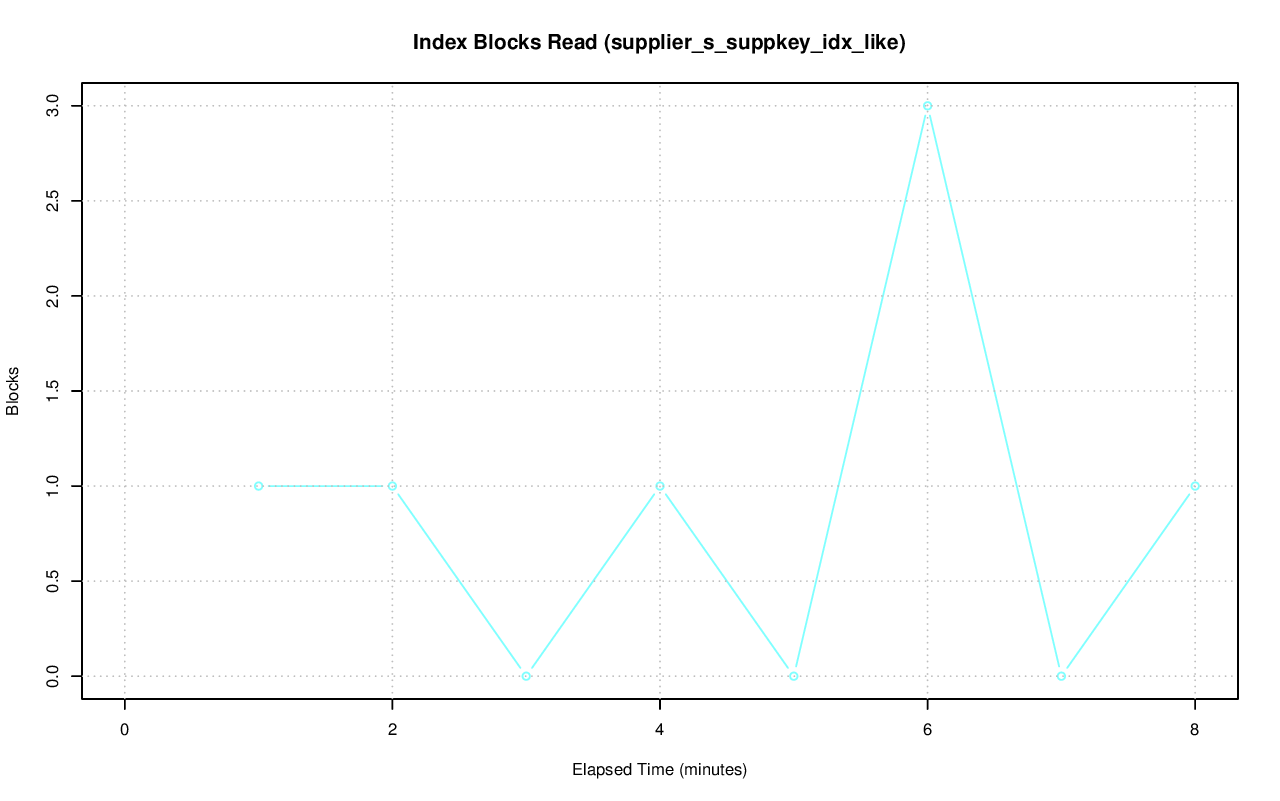 Index Blocks Read (supplier_s_suppkey_idx_like)
3.0
2.5
2.0
1.5
1.0
0.5
0.0
Blocks
0 2 4 6 8
Elapsed Time (minutes)